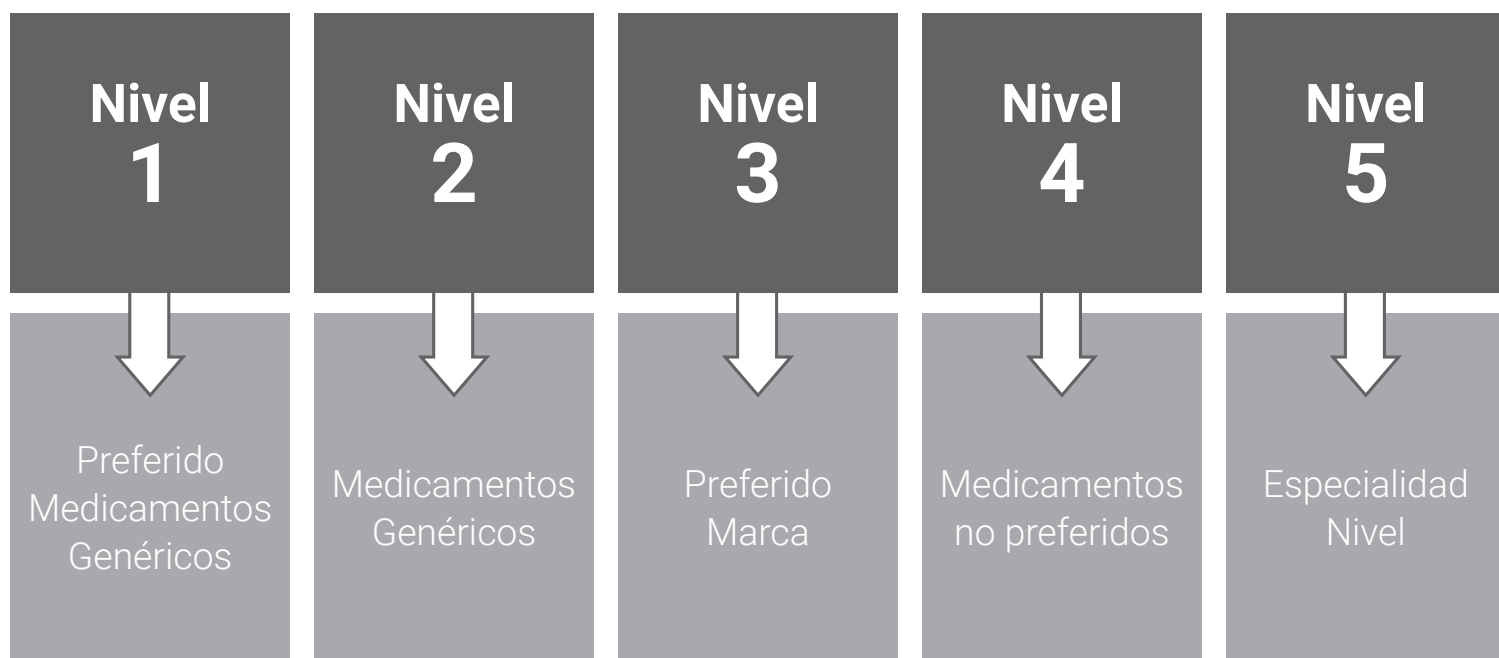 Nivel
1
Preferido
Medicamentos
Genéricos
Nivel
2
Medicamentos
Genéricos
Nivel
3
Preferido
Marca
Nivel
4
Medicamentos
no preferidos
Nivel
5
Especialidad
Nivel